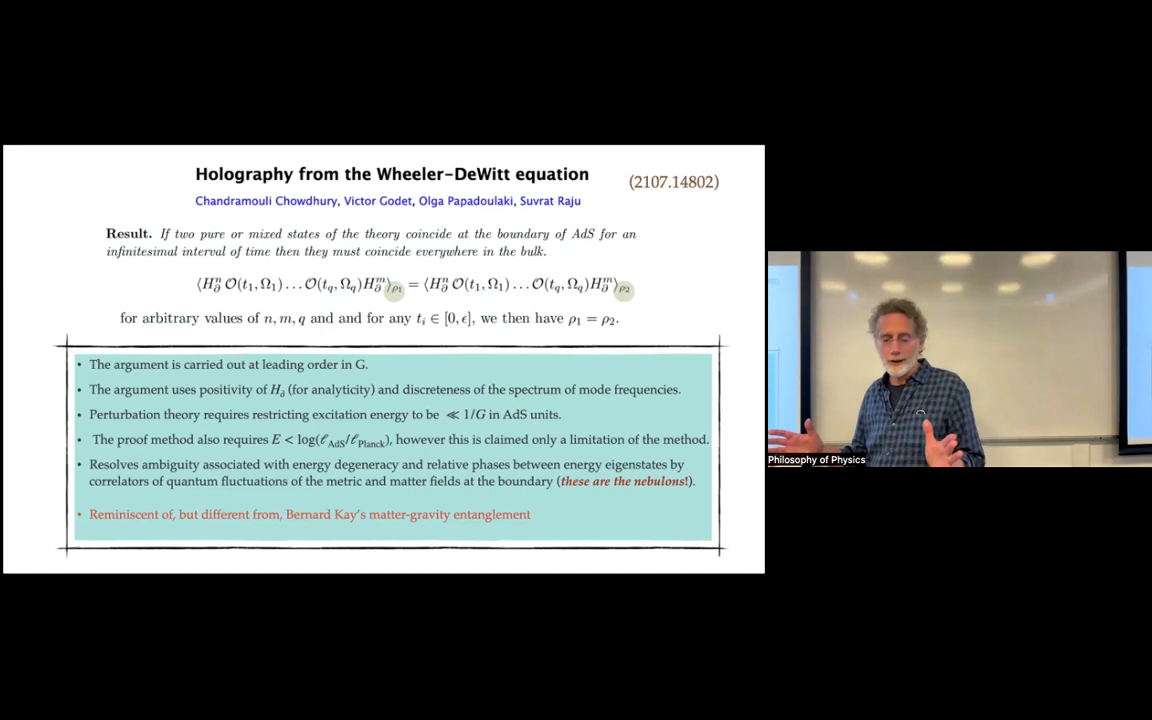 Holography from the Wheeler–DeWitt equation
(2107.14802)
Chandramouli Chowdhury, Victor Godet, Olga Papadoulaki, Suvrat Raju
Result. If two pure or mixed states of the theory coincide at the boundary of AdS for an
infinitesimal interval of time then they must coincide everywhere in the bulk.
⟨H∂ⁿ O(t₁, Ω₁) . . . O(t_q, Ω_q)H∂ᵐ⟩ρ₁ = ⟨H∂ⁿ O(t₁, Ω₁) . . . O(t_q, Ω_q)H∂ᵐ⟩ρ₂
for arbitrary values of n, m, q and and for any tᵢ ∈ [0, ϵ], we then have ρ₁ = ρ₂.
• The argument is carried out at leading order in G.
• The argument uses positivity of H∂ (for analyticity) and discreteness of the spectrum of mode frequencies.
• Perturbation theory requires restricting excitation energy to be ≪ 1/G in AdS units.
• The proof method also requires E < log(ℓ_AdS/ℓ_Planck), however this is claimed only a limitation of the method.
• Resolves ambiguity associated with energy degeneracy and relative phases between energy eigenstates by
correlators of quantum fluctuations of the metric and matter fields at the boundary (these are the nebulons!).
• Reminiscent of, but different from, Bernard Kay's matter-gravity entanglement
Philosophy of Physics